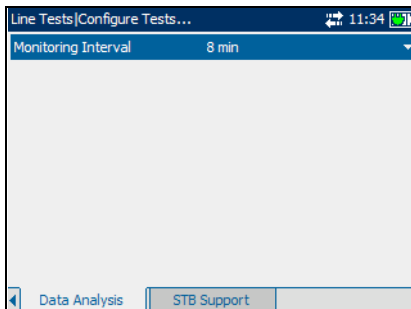 Line Tests|Configure Tests... 11:34
Monitoring Interval 8 min
Data Analysis STB Support